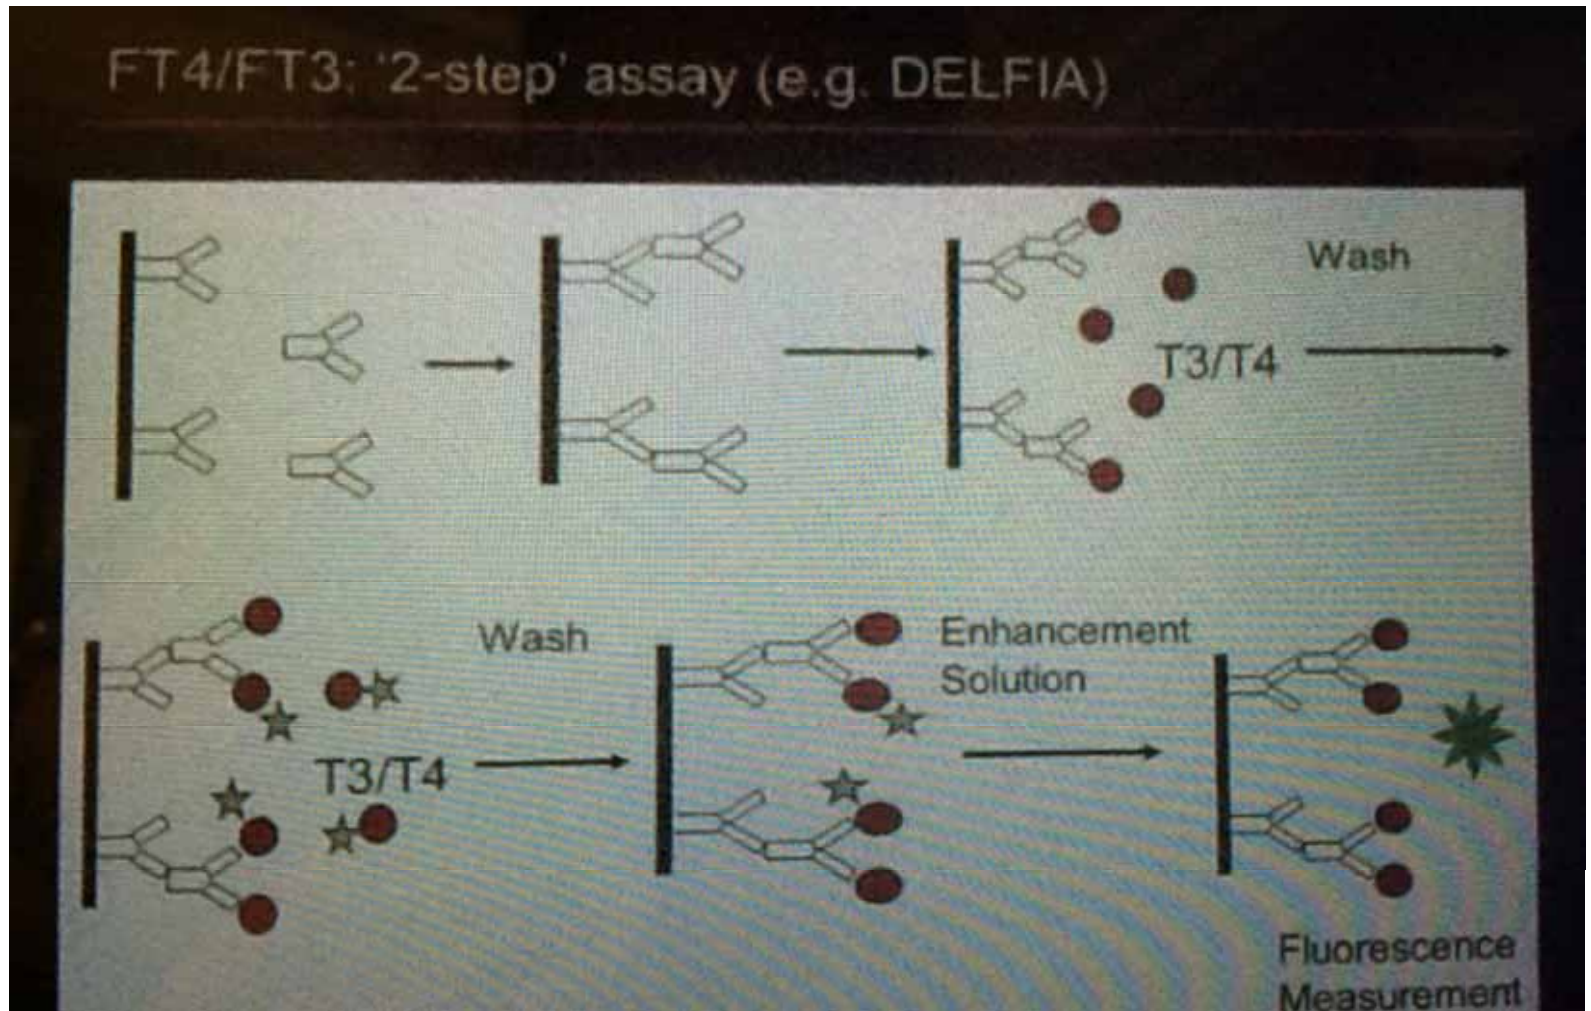 FT4/FT3: '2-step' assay (e.g. DELFIA)
Wash
T3/T4
Wash
Enhancement
Solution
T3/T4
Fluorescence
Measurement